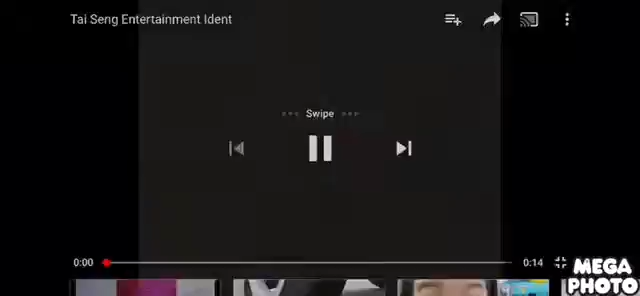 Tai Seng Entertainment Ident
Swipe
0:00
0:14
MEGA
PHOTO